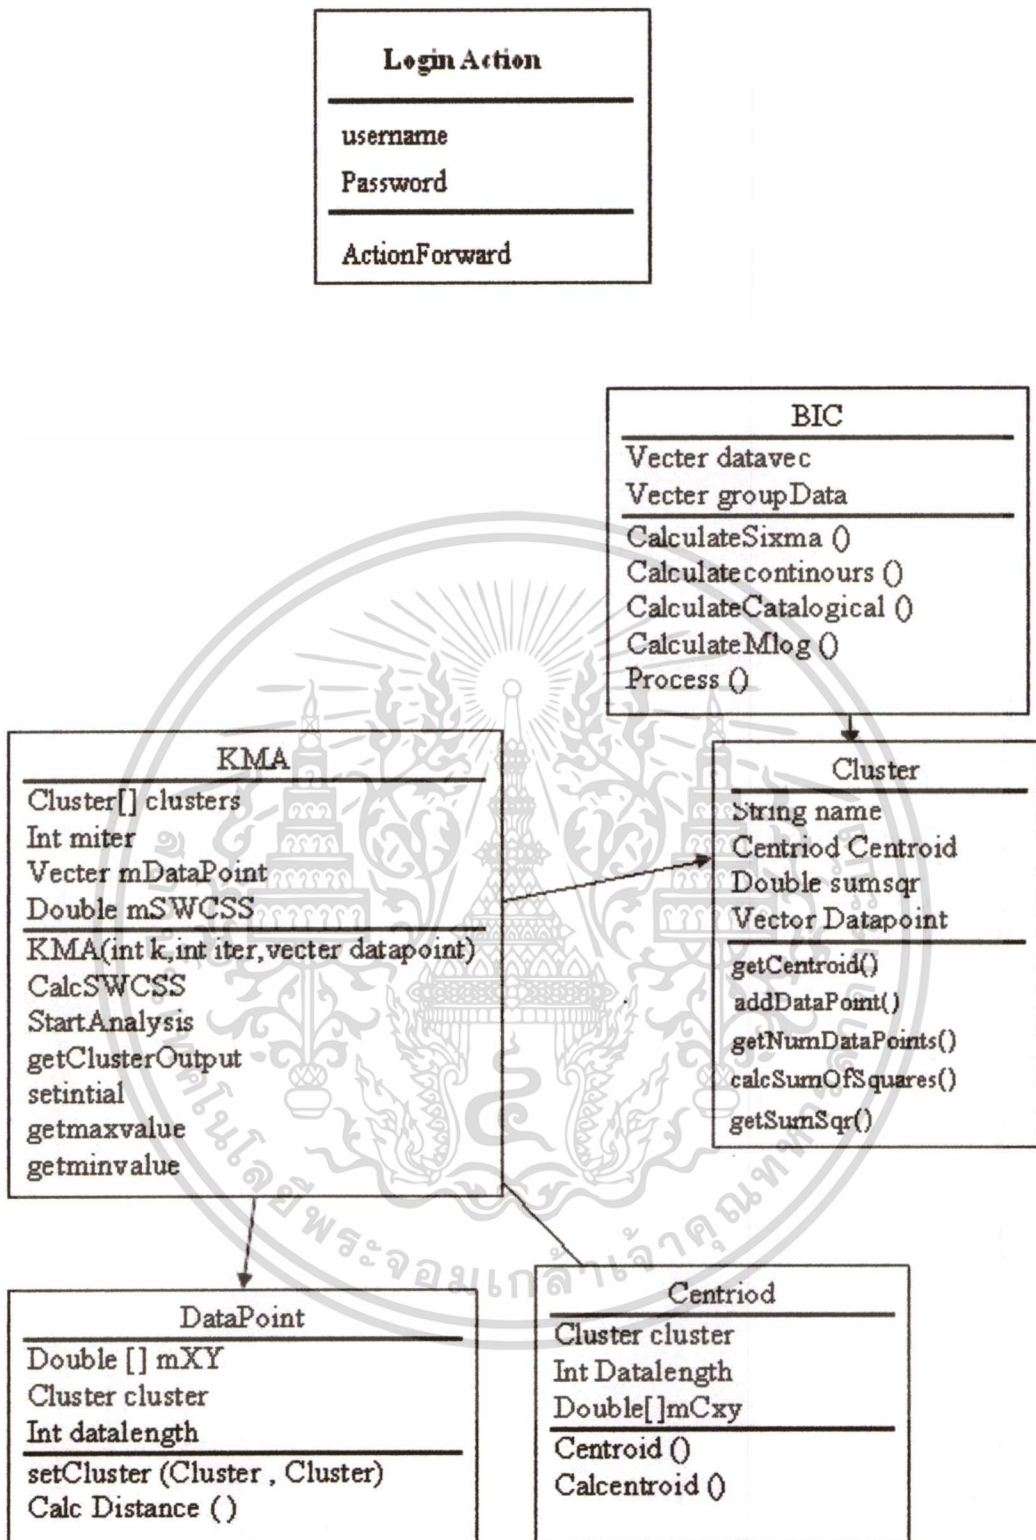 Login Action
username
Password
ActionForward
BIC
Vecter datavec
Vecter groupData
CalculateSixma ()
Calculatecontinours ()
CalculateCatalogical ()
CalculateMlog ()
Process ()
KMA
Cluster[] clusters
Int miter
Vecter mDataPoint
Double mSWCSS
KMA(int k,int iter,vecter datapoint)
CalcSWCSS
StartAnalysis
getClusterOutput
setintial
getmaxvalue
getminvalue
Cluster
String name
Centriod Centroid
Double sumsqr
Vector Datapoint
getCentroid()
addDataPoint()
getNumDataPoints()
calcSumOfSquares()
getSumSqr()
DataPoint
Double [] mXY
Cluster cluster
Int datalength
setCluster (Cluster , Cluster)
Calc Distance ()
Centriod
Cluster cluster
Int Datalength
Double[]mCxy
Centroid ()
Calcentroid ()